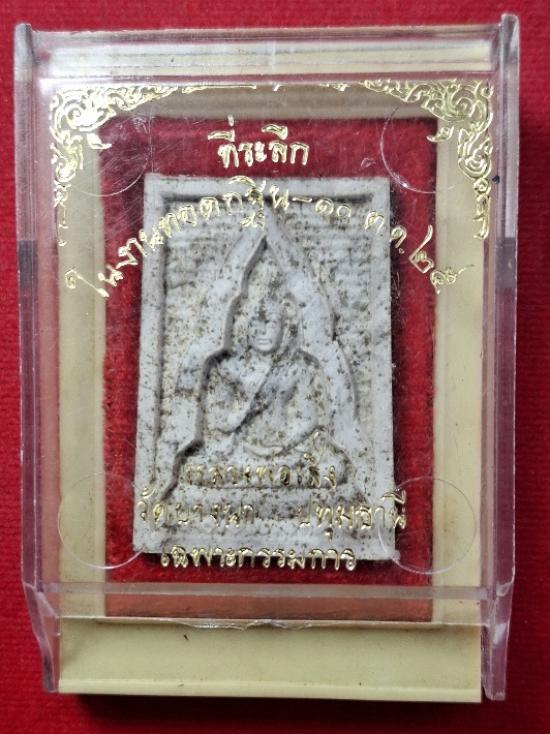 ที่ระลึก
ในงานทอดกฐิน-๑๐ ต.ค.๒๕
หลวงพ่อเส็ง
วัดบางนา ปทุมธานี
เฉพาะกรรมการ